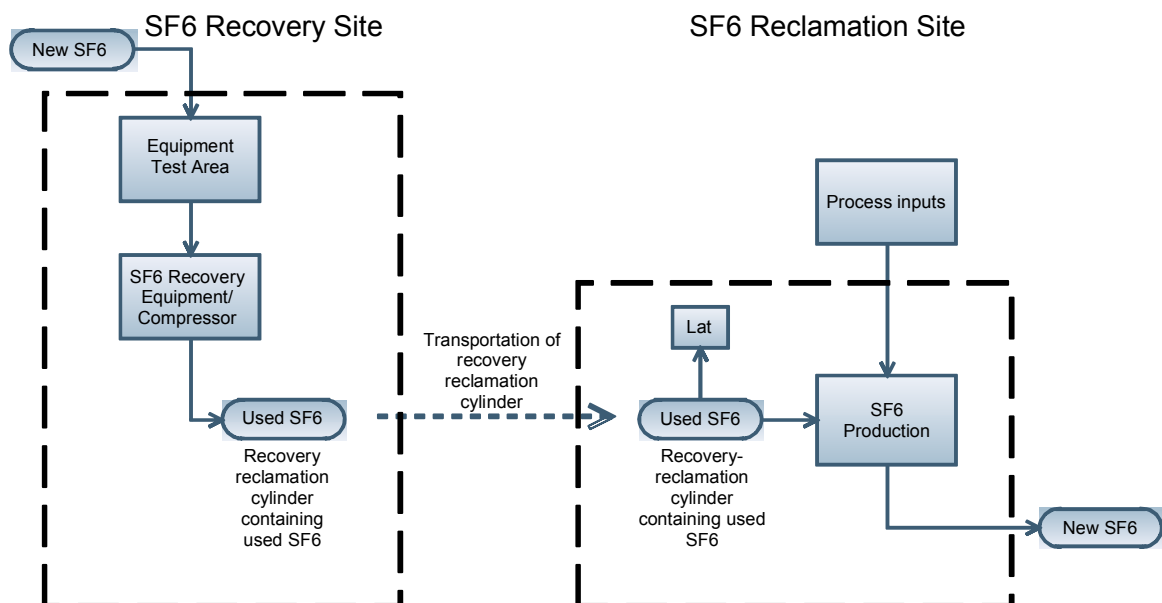 SF6 Recovery Site
New SF6
Equipment
Test Area
SF6 Recovery
Equipment/
Compressor
Used SF6
Recovery
reclamation
cylinder
containing
used SF6
Transportation of
recovery
reclamation
cylinder
SF6 Reclamation Site
Process inputs
Lat
Used SF6
Recovery-
reclamation
cylinder
containing used
SF6
SF6
Production
New SF6